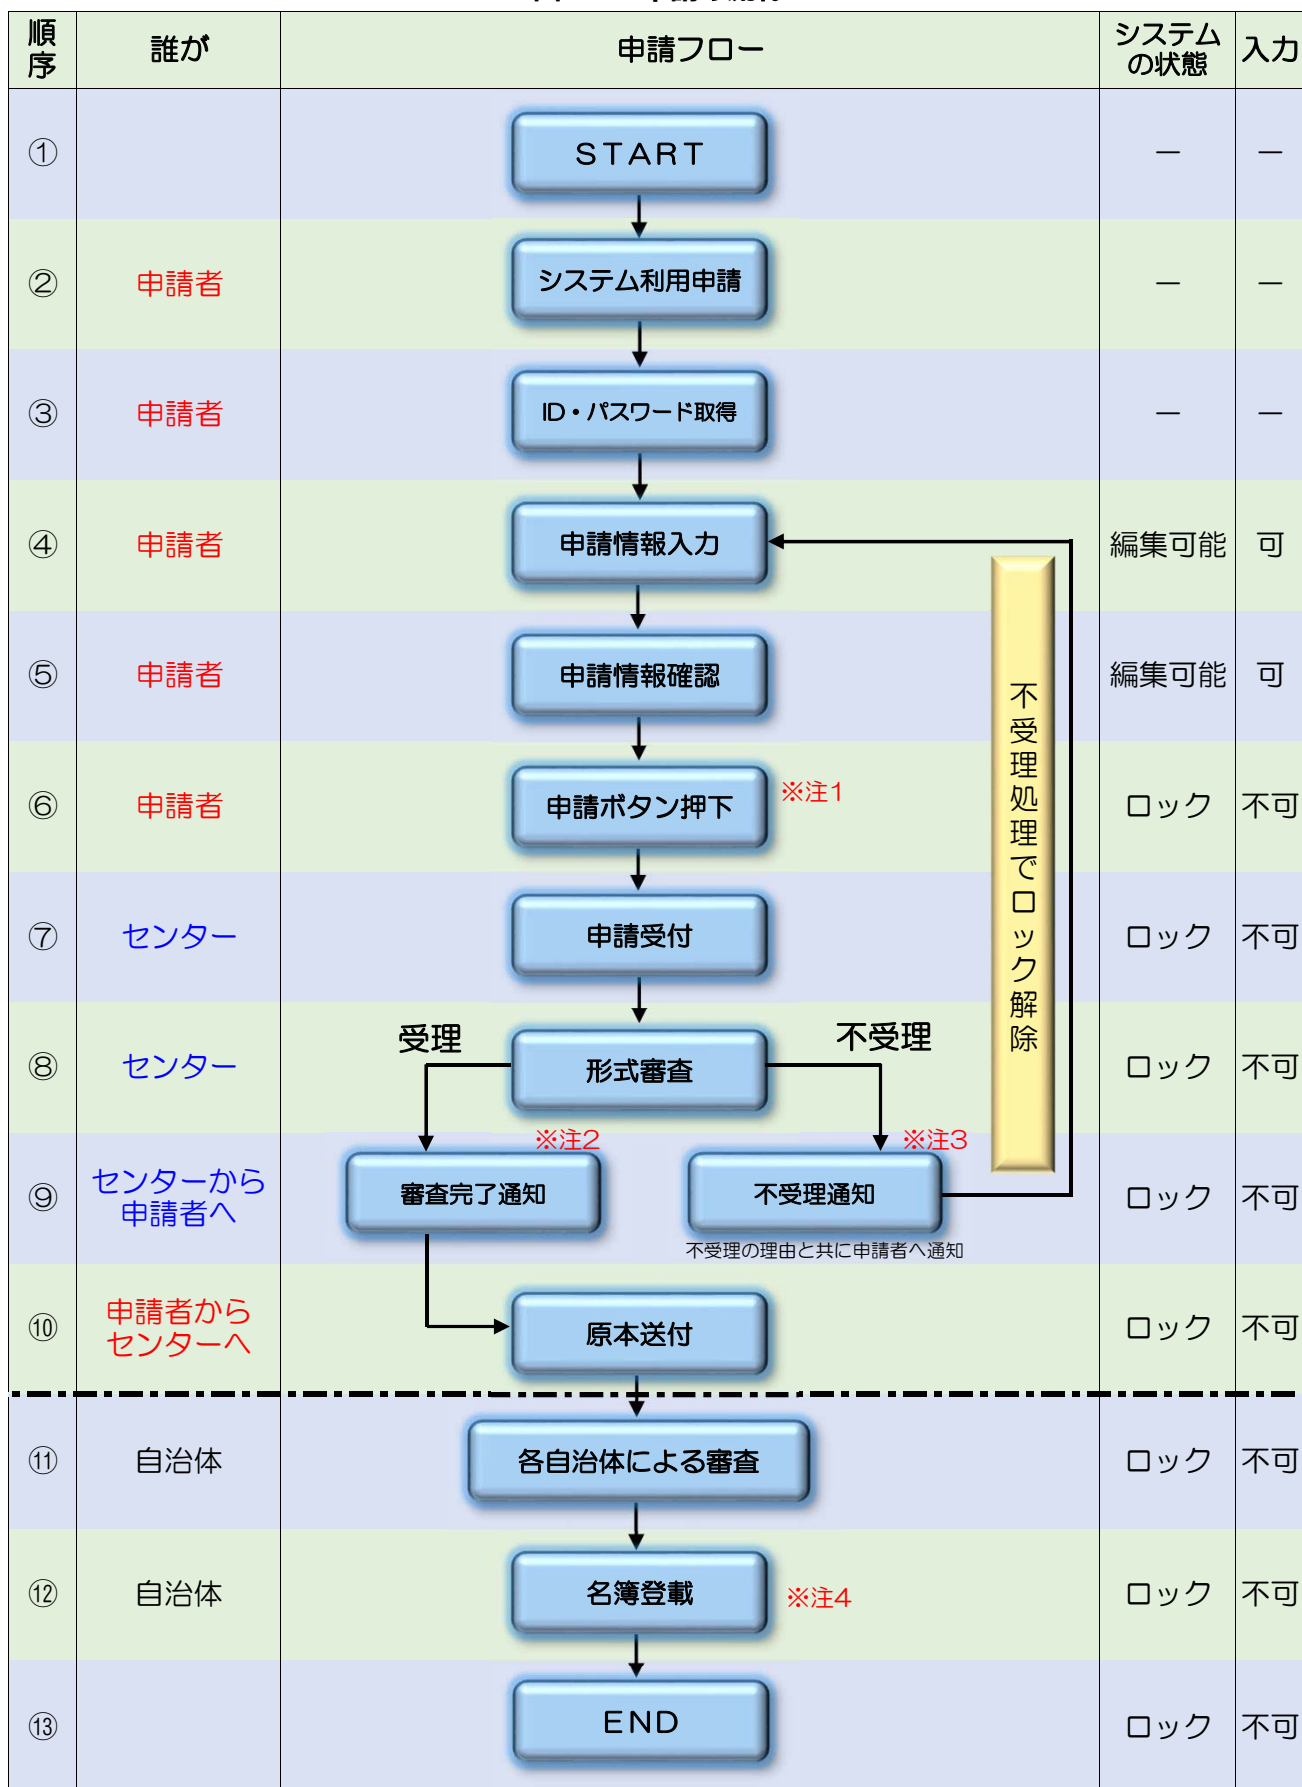 順序 誰が 申請フロー システムの状態 入力
① START － －
② 申請者 システム利用申請 － －
③ 申請者 ID・パスワード取得 － －
④ 申請者 申請情報入力 編集可能 可
⑤ 申請者 申請情報確認 編集可能 可
⑥ 申請者 申請ボタン押下 ※注1 ロック 不可
不受理処理でロック解除
⑦ センター 申請受付 ロック 不可
受理 不受理
⑧ センター 形式審査 ロック 不可
※注2 ※注3
⑨ センターから申請者へ 審査完了通知 不受理通知 ロック 不可
不受理の理由と共に申請者へ通知
⑩ 申請者からセンターへ 原本送付 ロック 不可
⑪ 自治体 各自治体による審査 ロック 不可
⑫ 自治体 名簿登載 ※注4 ロック 不可
⑬ END ロック 不可